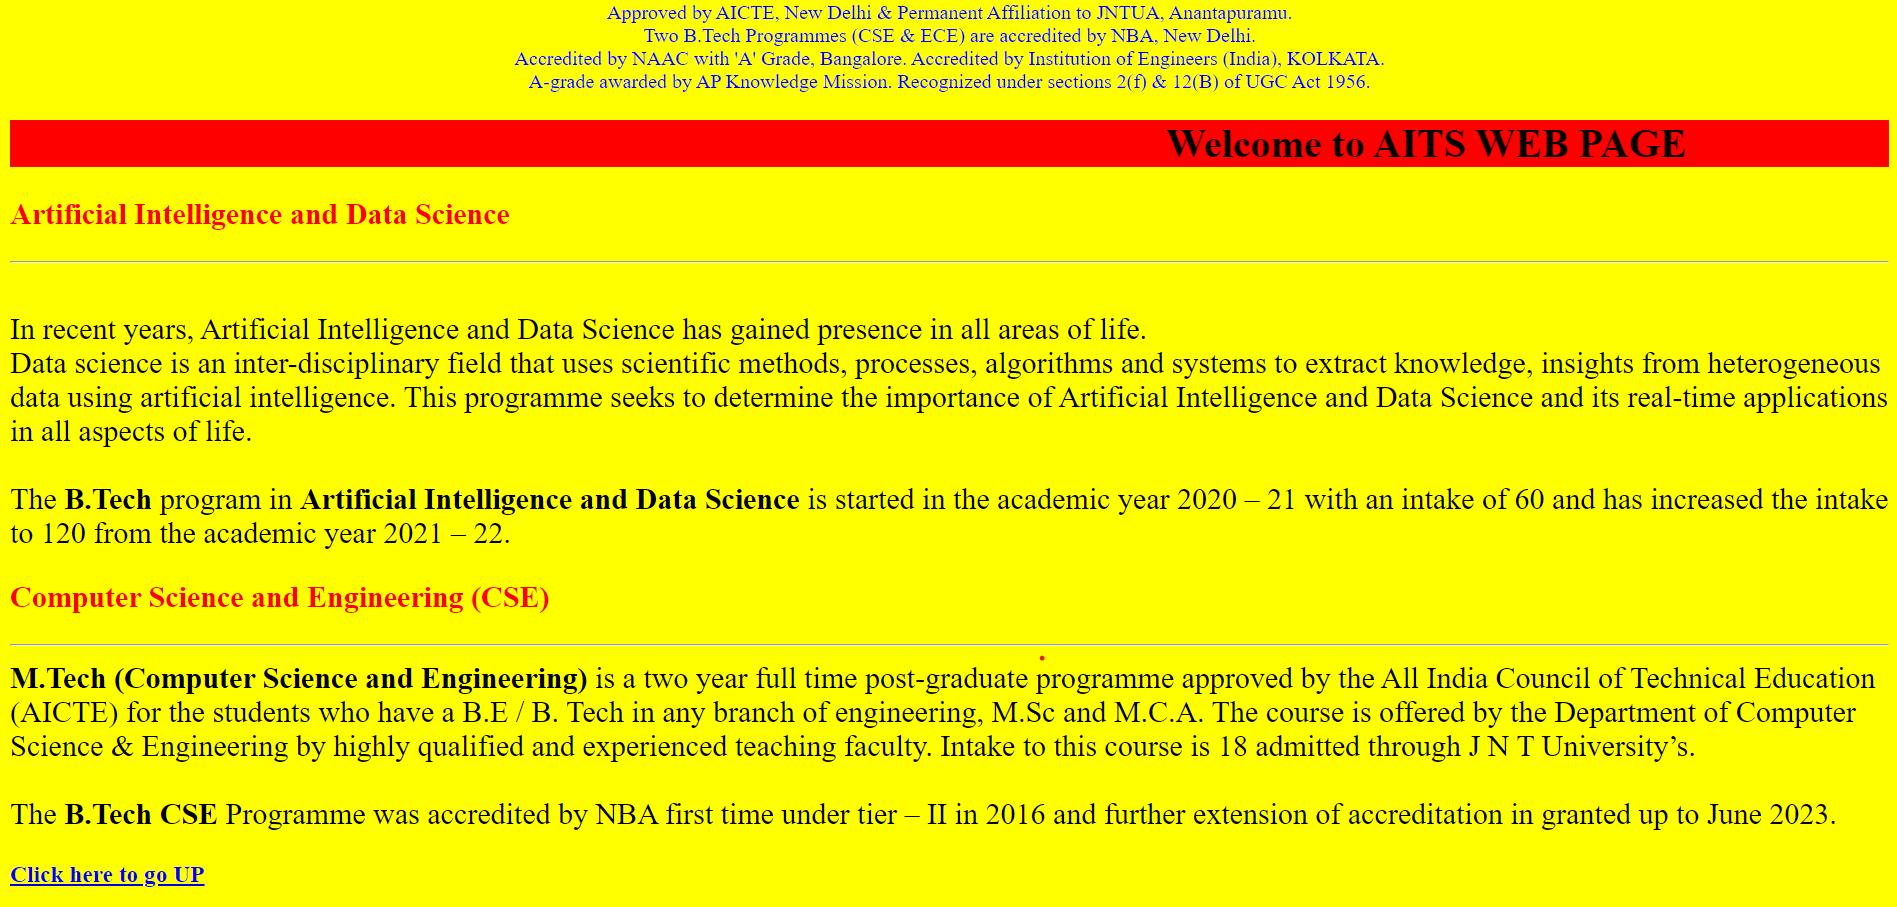 Approved by AICTE, New Delhi & Permanent Affiliation to JNTUA, Anantapuramu.
Two B.Tech Programmes (CSE & ECE) are accredited by NBA, New Delhi.
Accredited by NAAC with 'A' Grade, Bangalore. Accredited by Institution of Engineers (India), KOLKATA.
A-grade awarded by AP Knowledge Mission. Recognized under sections 2(f) & 12(B) of UGC Act 1956.
Welcome to AITS WEB PAGE
Artificial Intelligence and Data Science
In recent years, Artificial Intelligence and Data Science has gained presence in all areas of life.
Data science is an inter-disciplinary field that uses scientific methods, processes, algorithms and systems to extract knowledge, insights from heterogeneous
data using artificial intelligence. This programme seeks to determine the importance of Artificial Intelligence and Data Science and its real-time applications
in all aspects of life.
The B.Tech program in Artificial Intelligence and Data Science is started in the academic year 2020 – 21 with an intake of 60 and has increased the intake
to 120 from the academic year 2021 – 22.
Computer Science and Engineering (CSE)
M.Tech (Computer Science and Engineering) is a two year full time post-graduate programme approved by the All India Council of Technical Education
(AICTE) for the students who have a B.E / B. Tech in any branch of engineering, M.Sc and M.C.A. The course is offered by the Department of Computer
Science & Engineering by highly qualified and experienced teaching faculty. Intake to this course is 18 admitted through J N T University’s.
The B.Tech CSE Programme was accredited by NBA first time under tier – II in 2016 and further extension of accreditation in granted up to June 2023.
Click here to go UP